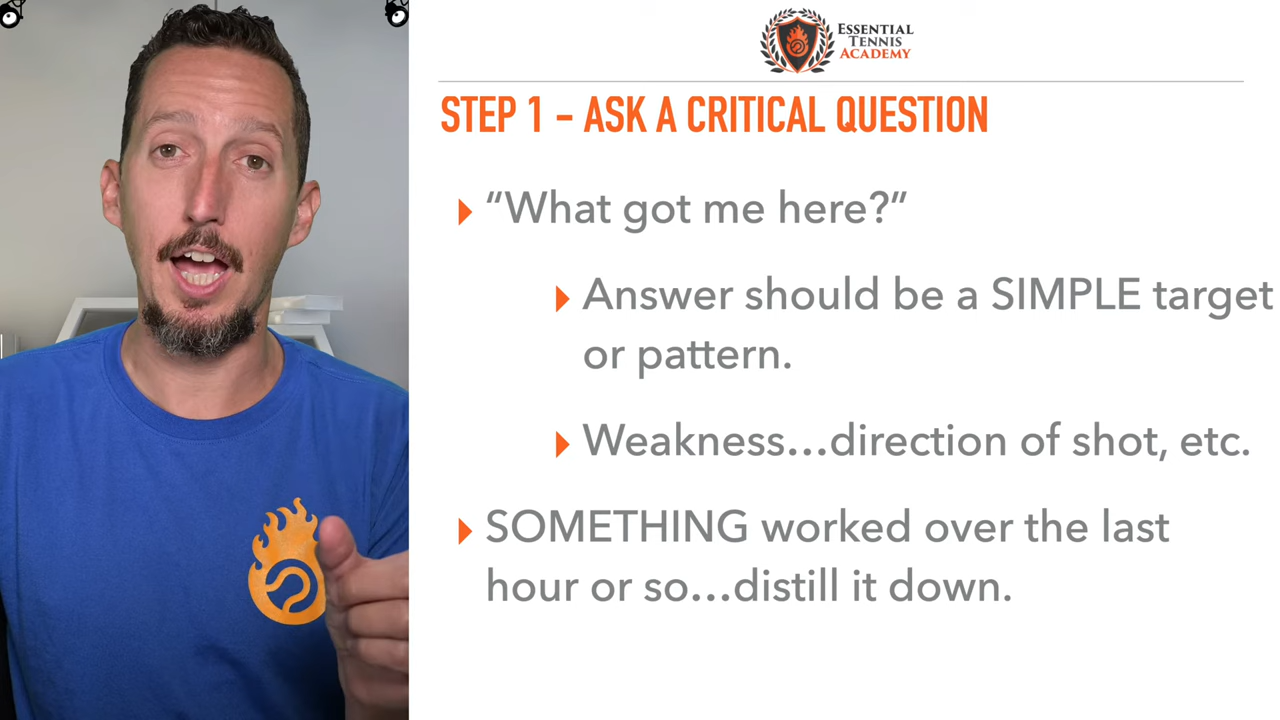 ESSENTIAL
TENNIS
ACADEMY
STEP 1 - ASK A CRITICAL QUESTION
“What got me here?”
Answer should be a SIMPLE target
or pattern.
Weakness...direction of shot, etc.
SOMETHING worked over the last
hour or so...distill it down.